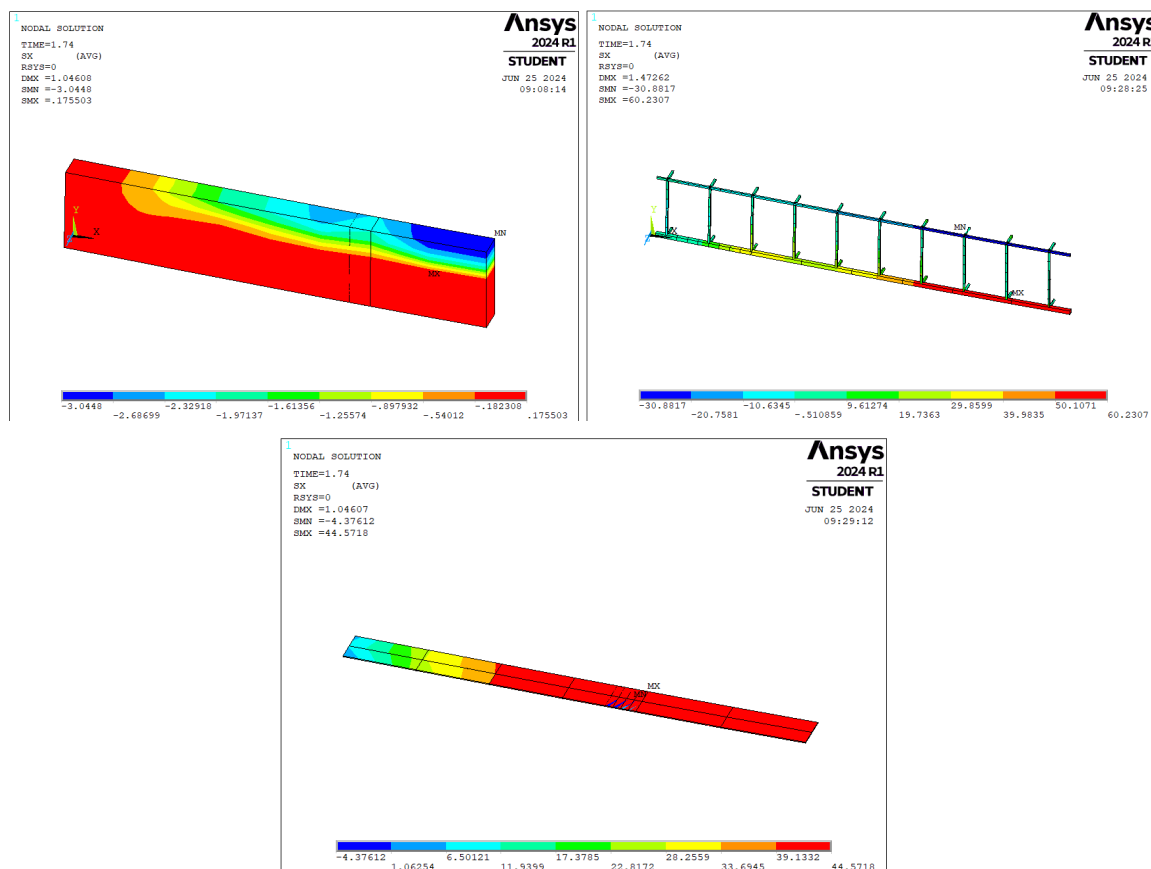 1
NODAL SOLUTION
TIME=1.74
SX (AVG)
RSYS=0
DMX =1.04608
SMN =-3.0448
SMX =.175503
Ansys
2024 R1
STUDENT
JUN 25 2024
09:08:14
MN
Y
X
MX
-3.0448 -2.32918 -1.61356 -.897932 -.182308
-2.68699 -1.97137 -1.25574 -.54012 .175503
1
NODAL SOLUTION
TIME=1.74
SX (AVG)
RSYS=0
DMX =1.47262
SMN =-30.8817
SMX =60.2307
Ansys
2024 R1
STUDENT
JUN 25 2024
09:28:25
Y
MN
X
MX
-30.8817 -10.6345 9.61274 29.8599 50.1071
-20.7581 -.510859 19.7363 39.9835 60.2307
1
NODAL SOLUTION
TIME=1.74
SX (AVG)
RSYS=0
DMX =1.04607
SMN =-4.37612
SMX =44.5718
Ansys
2024 R1
STUDENT
JUN 25 2024
09:29:12
MX
MN
-4.37612 6.50121 17.3785 28.2559 39.1332
1.06254 11.9399 22.8172 33.6945 44.5718